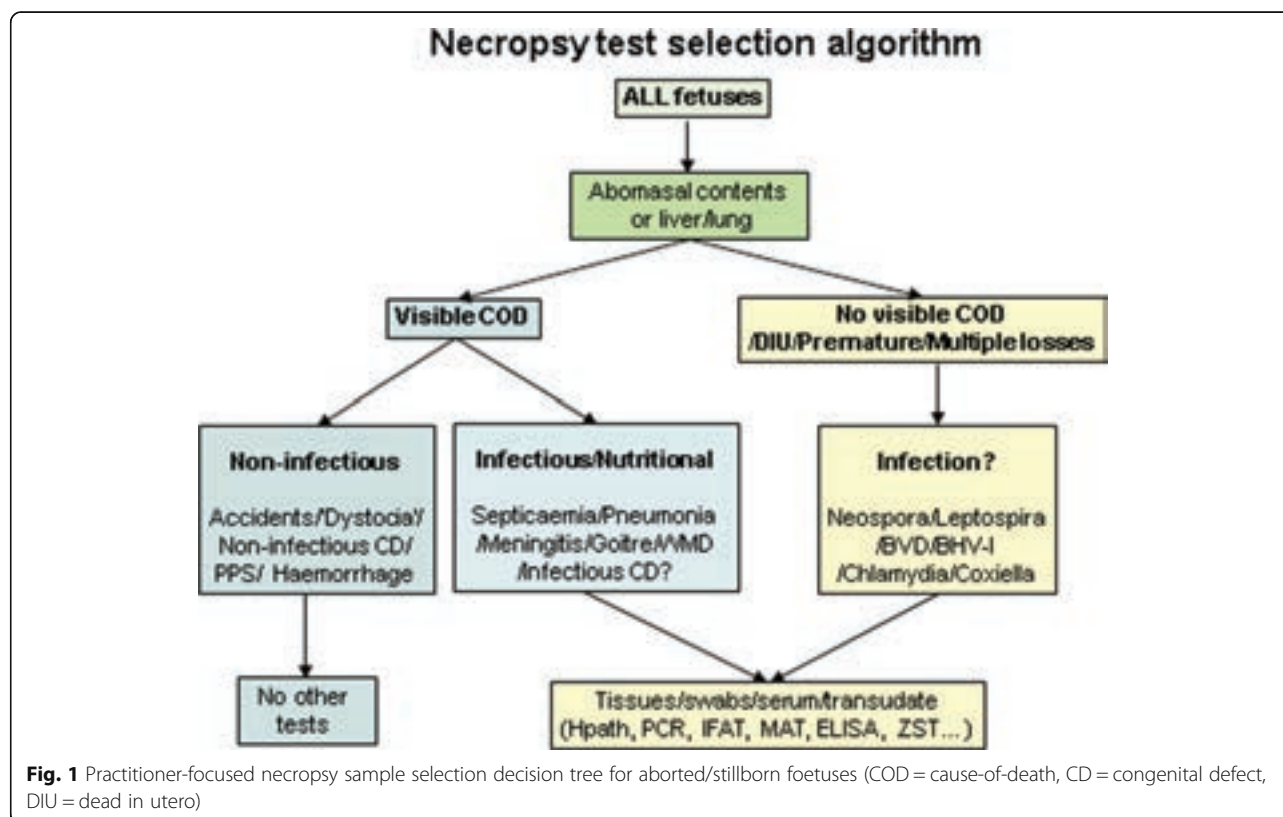 Necropsy test selection algorithm
ALL fetuses
Abomasal contents
or liver/lung
Visible COD
No visible COD
/DIU/Premature/Multiple losses
Non-infectious
Accidents/Dystocia/
Non-infectious CD/
PPS/ Haemorrhage
Infectious/Nutritional
Septicaemia/Pneumonia
/Meningitis/Goitre/WMD
/Infectious CD?
Infection?
Neospora/Leptospira
/BVD/BHV-I
/Chlamydia/Coxiella
No other
tests
Tissues/swabs/serum/transudate
(Hpath, PCR, IFAT, MAT, ELISA, ZST...)
Fig. 1 Practitioner-focused necropsy sample selection decision tree for aborted/stillborn foetuses (COD = cause-of-death, CD = congenital defect,
DIU = dead in utero)